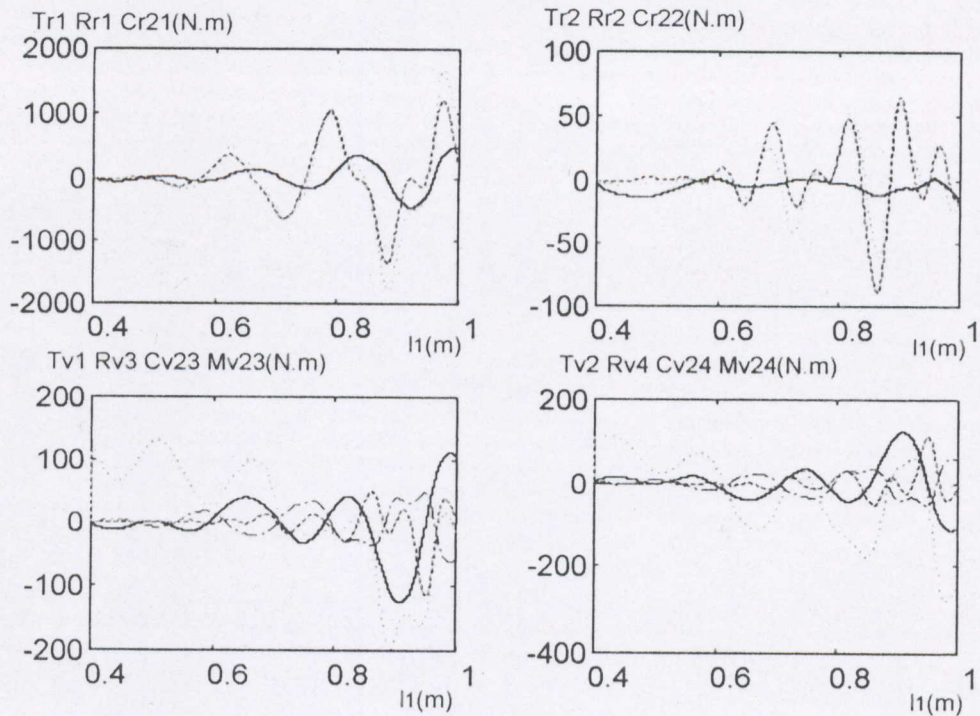 Tr1 Rr1 Cr21(N.m)
2000
1000
0
-1000
-2000
0.4 0.6 0.8 1
l1(m)
Tr2 Rr2 Cr22(N.m)
100
50
0
-50
-100
0.4 0.6 0.8 1
l1(m)
Tv1 Rv3 Cv23 Mv23(N.m)
200
100
0
-100
-200
0.4 0.6 0.8 1
l1(m)
Tv2 Rv4 Cv24 Mv24(N.m)
200
0
-200
-400
0.4 0.6 0.8 1
l1(m)